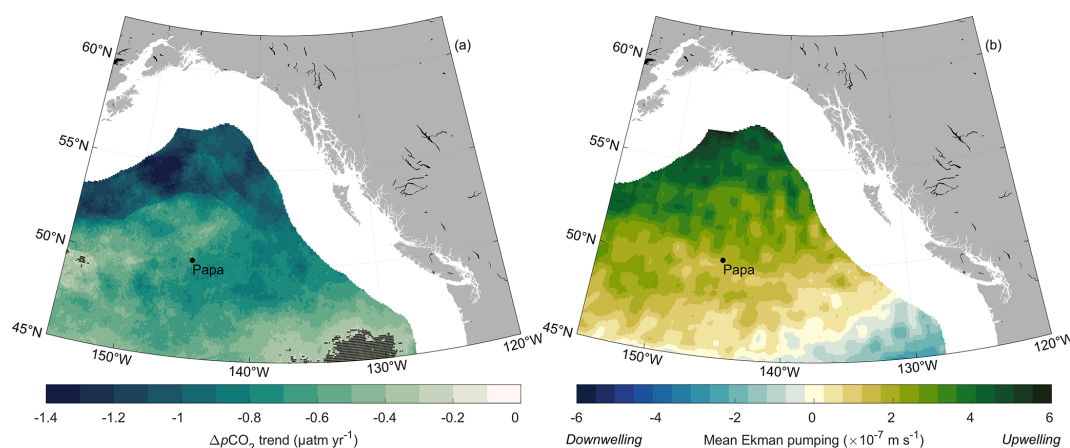 (a)
60°N
55°N
50°N
45°N
Papa
150°W
140°W
130°W
120°W
-1.4 -1.2 -1 -0.8 -0.6 -0.4 -0.2 0
ΔpCO₂ trend (µatm yr⁻¹)
(b)
60°N
55°N
50°N
45°N
Papa
150°W
140°W
130°W
120°W
-6 -4 -2 0 2 4 6
Downwelling Mean Ekman pumping (×10⁻⁷ m s⁻¹) Upwelling